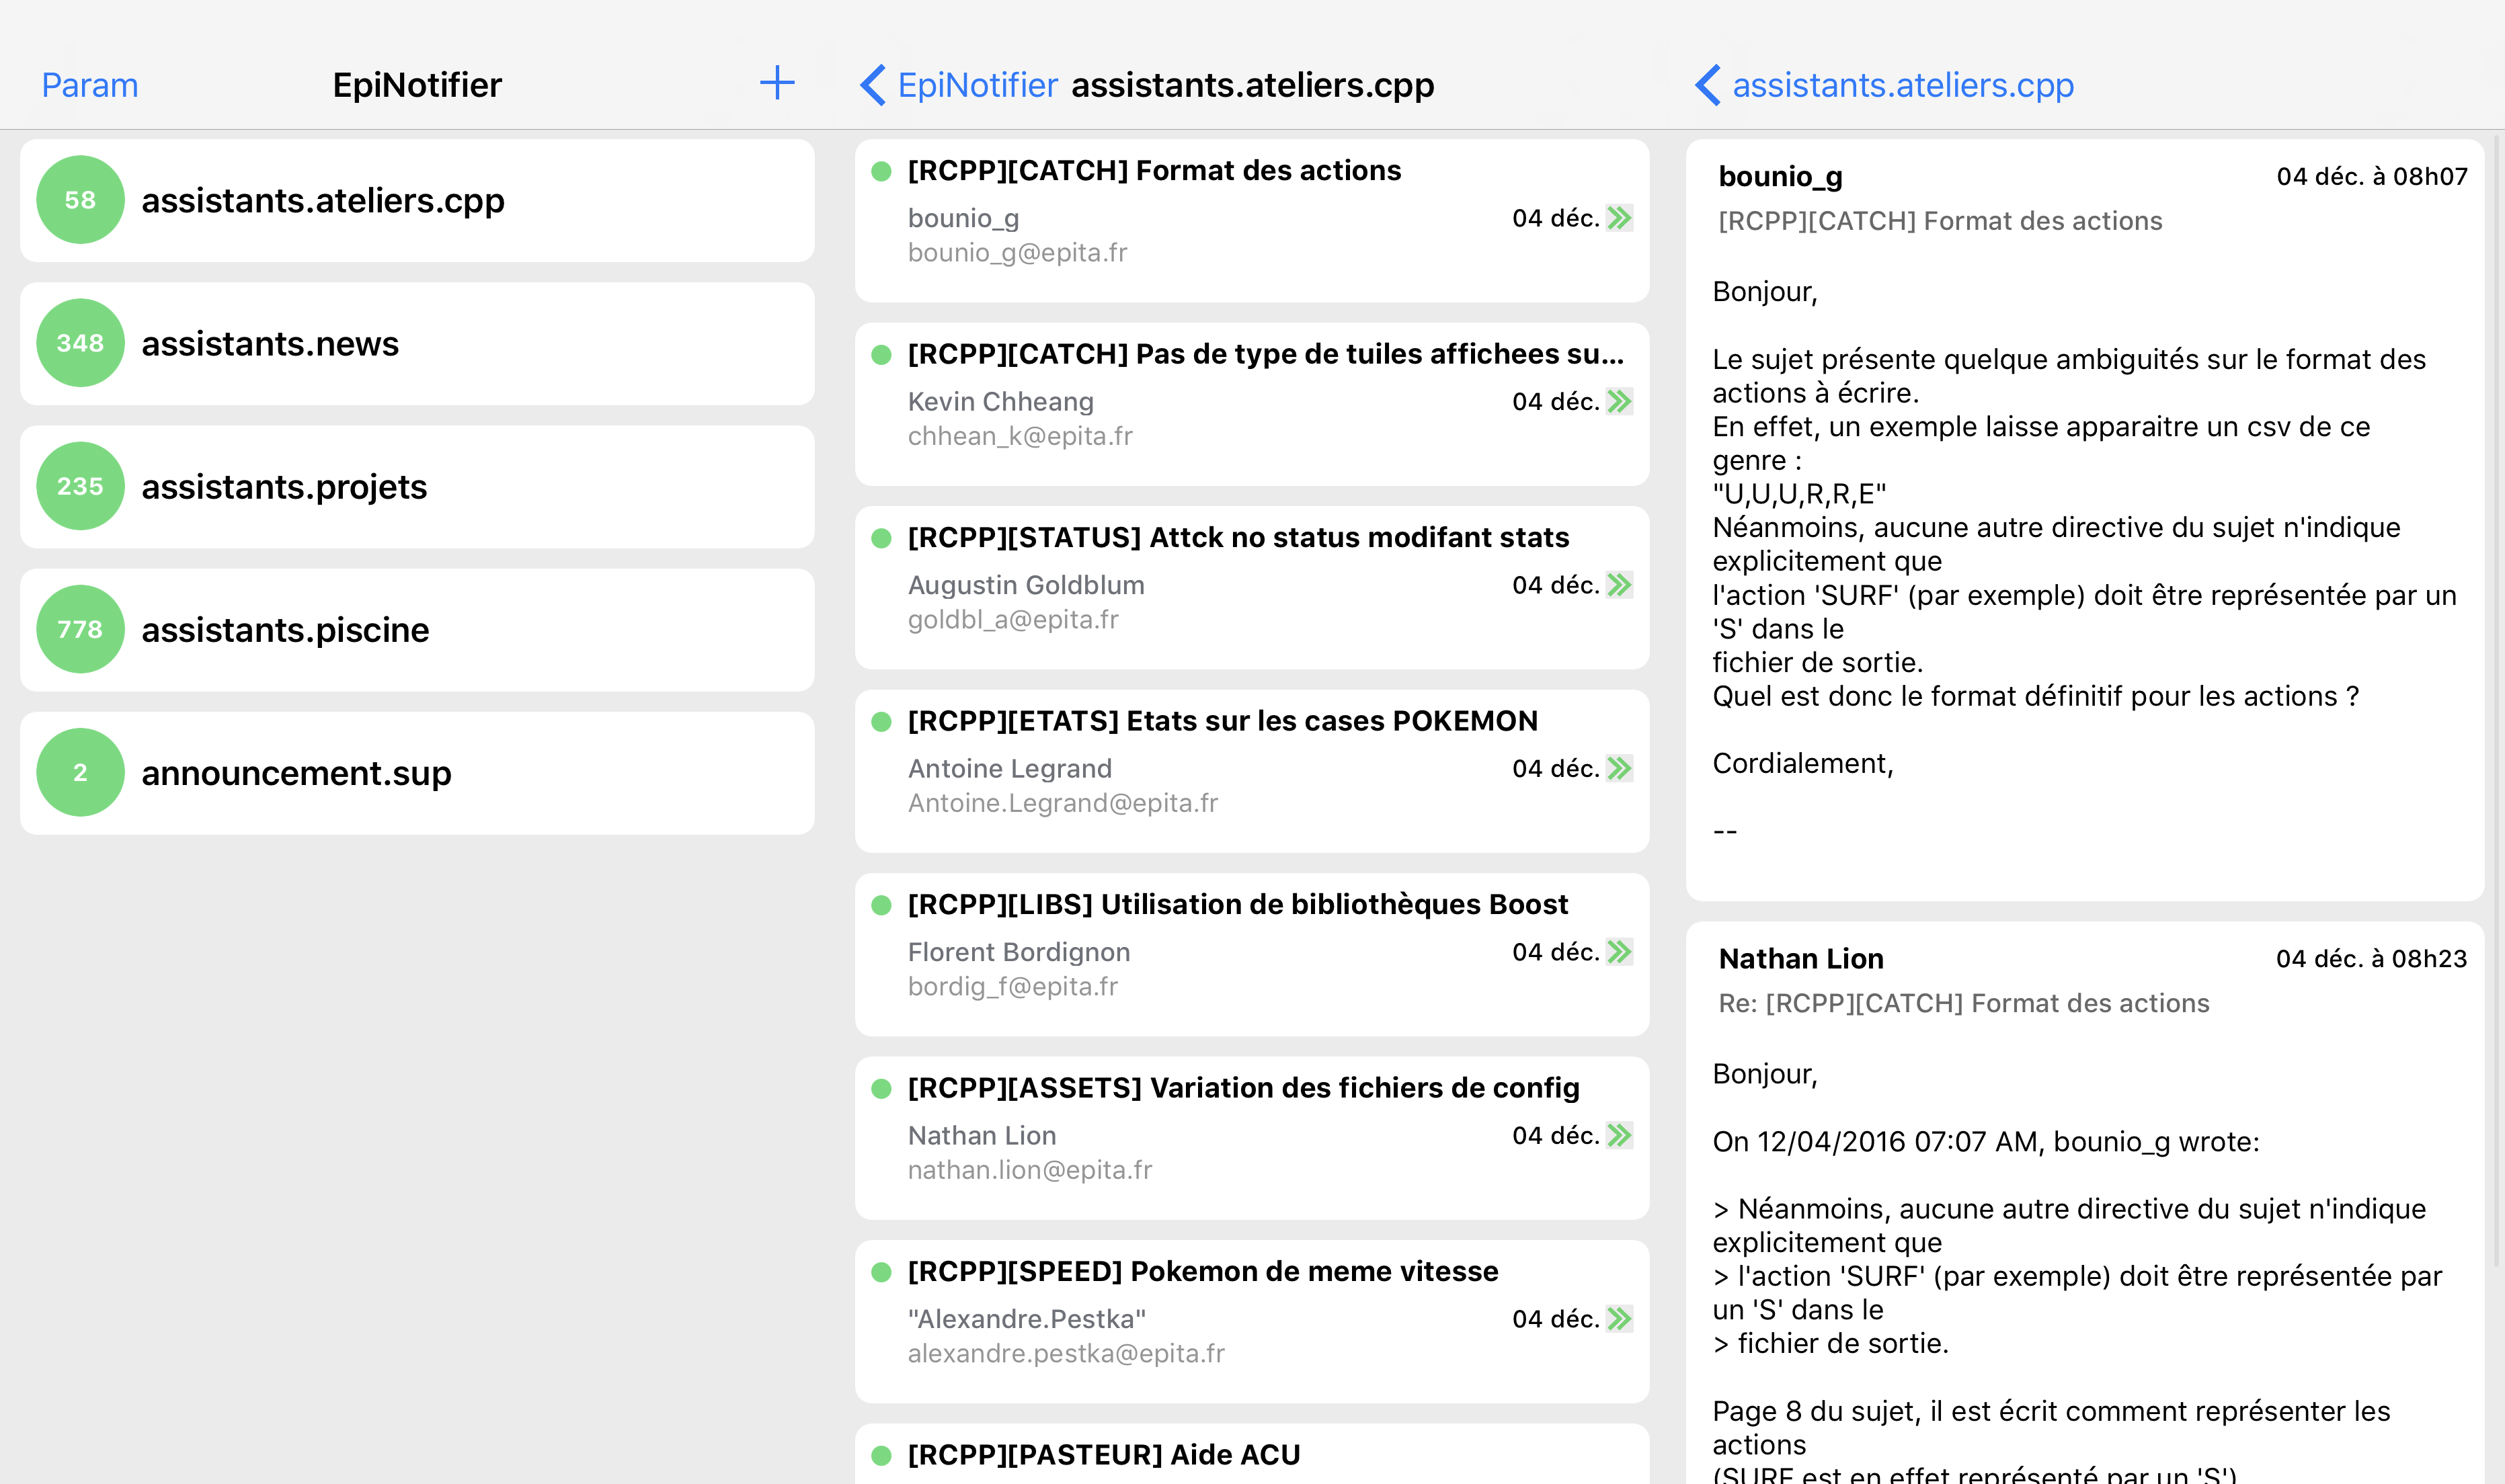 Param
EpiNotifier
+
58
assistants.ateliers.cpp
348
assistants.news
235
assistants.projets
778
assistants.piscine
2
announcement.sup
EpiNotifier
assistants.ateliers.cpp
[RCPP][CATCH] Format des actions
bounio_g
04 déc.
bounio_g@epita.fr
[RCPP][CATCH] Pas de type de tuiles affichees su...
Kevin Chheang
04 déc.
chhean_k@epita.fr
[RCPP][STATUS] Attck no status modifant stats
Augustin Goldblum
04 déc.
goldbl_a@epita.fr
[RCPP][ETATS] Etats sur les cases POKEMON
Antoine Legrand
04 déc.
Antoine.Legrand@epita.fr
[RCPP][LIBS] Utilisation de bibliothèques Boost
Florent Bordignon
04 déc.
bordig_f@epita.fr
[RCPP][ASSETS] Variation des fichiers de config
Nathan Lion
04 déc.
nathan.lion@epita.fr
[RCPP][SPEED] Pokemon de meme vitesse
"Alexandre.Pestka"
04 déc.
alexandre.pestka@epita.fr
[RCPP][PASTEUR] Aide ACU
assistants.ateliers.cpp
bounio_g
04 déc. à 08h07
[RCPP][CATCH] Format des actions
Bonjour,
Le sujet présente quelque ambiguités sur le format des
actions à écrire.
En effet, un exemple laisse apparaitre un csv de ce
genre :
"U,U,U,R,R,E"
Néanmoins, aucune autre directive du sujet n'indique
explicitement que
l'action 'SURF' (par exemple) doit être représentée par un
'S' dans le
fichier de sortie.
Quel est donc le format définitif pour les actions ?
Cordialement,
--
Nathan Lion
04 déc. à 08h23
Re: [RCPP][CATCH] Format des actions
Bonjour,
On 12/04/2016 07:07 AM, bounio_g wrote:
> Néanmoins, aucune autre directive du sujet n'indique
explicitement que
> l'action 'SURF' (par exemple) doit être représentée par
un 'S' dans le
> fichier de sortie.
Page 8 du sujet, il est écrit comment représenter les
actions
(SURF est en effet représenté par un 'S')